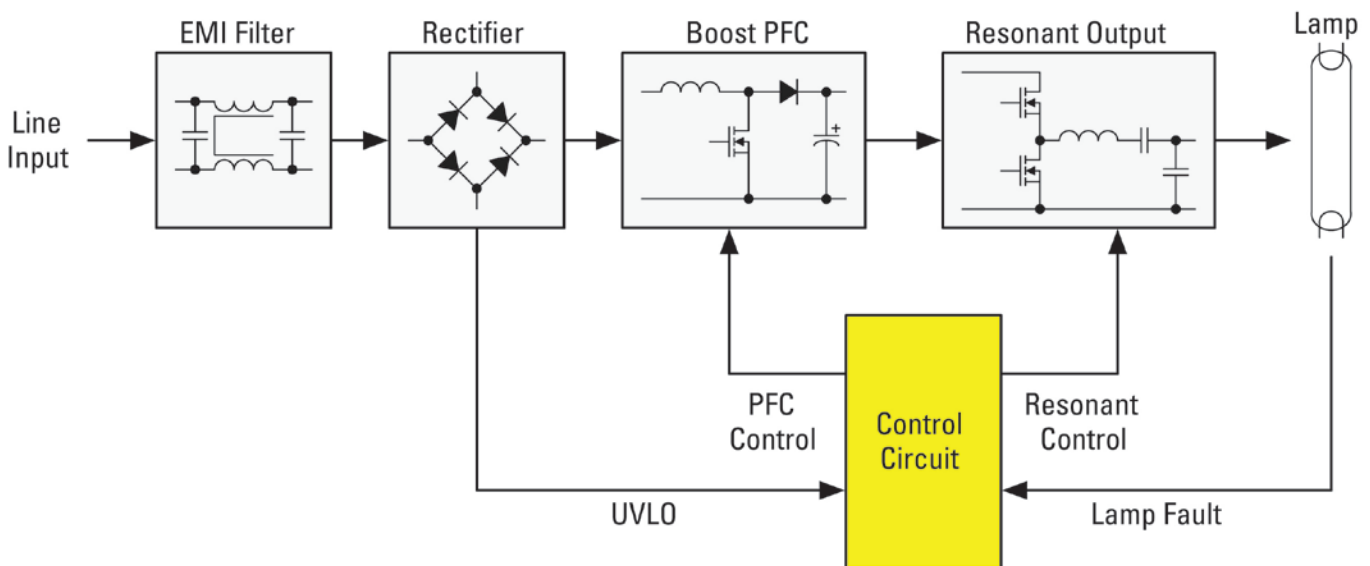 EMI Filter
Rectifier
Boost PFC
Resonant Output
Lamp
Line
Input
+
PFC
Control
Control
Circuit
Resonant
Control
UVLO
Lamp Fault